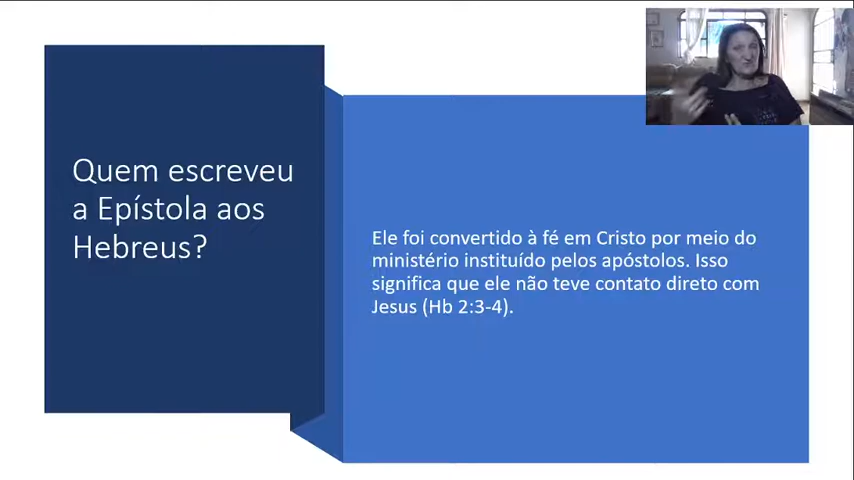 Quem escreveu
a Epístola aos
Hebreus?
Ele foi convertido à fé em Cristo por meio do
ministério instituído pelos apóstolos. Isso
significa que ele não teve contato direto com
Jesus (Hb 2:3-4).